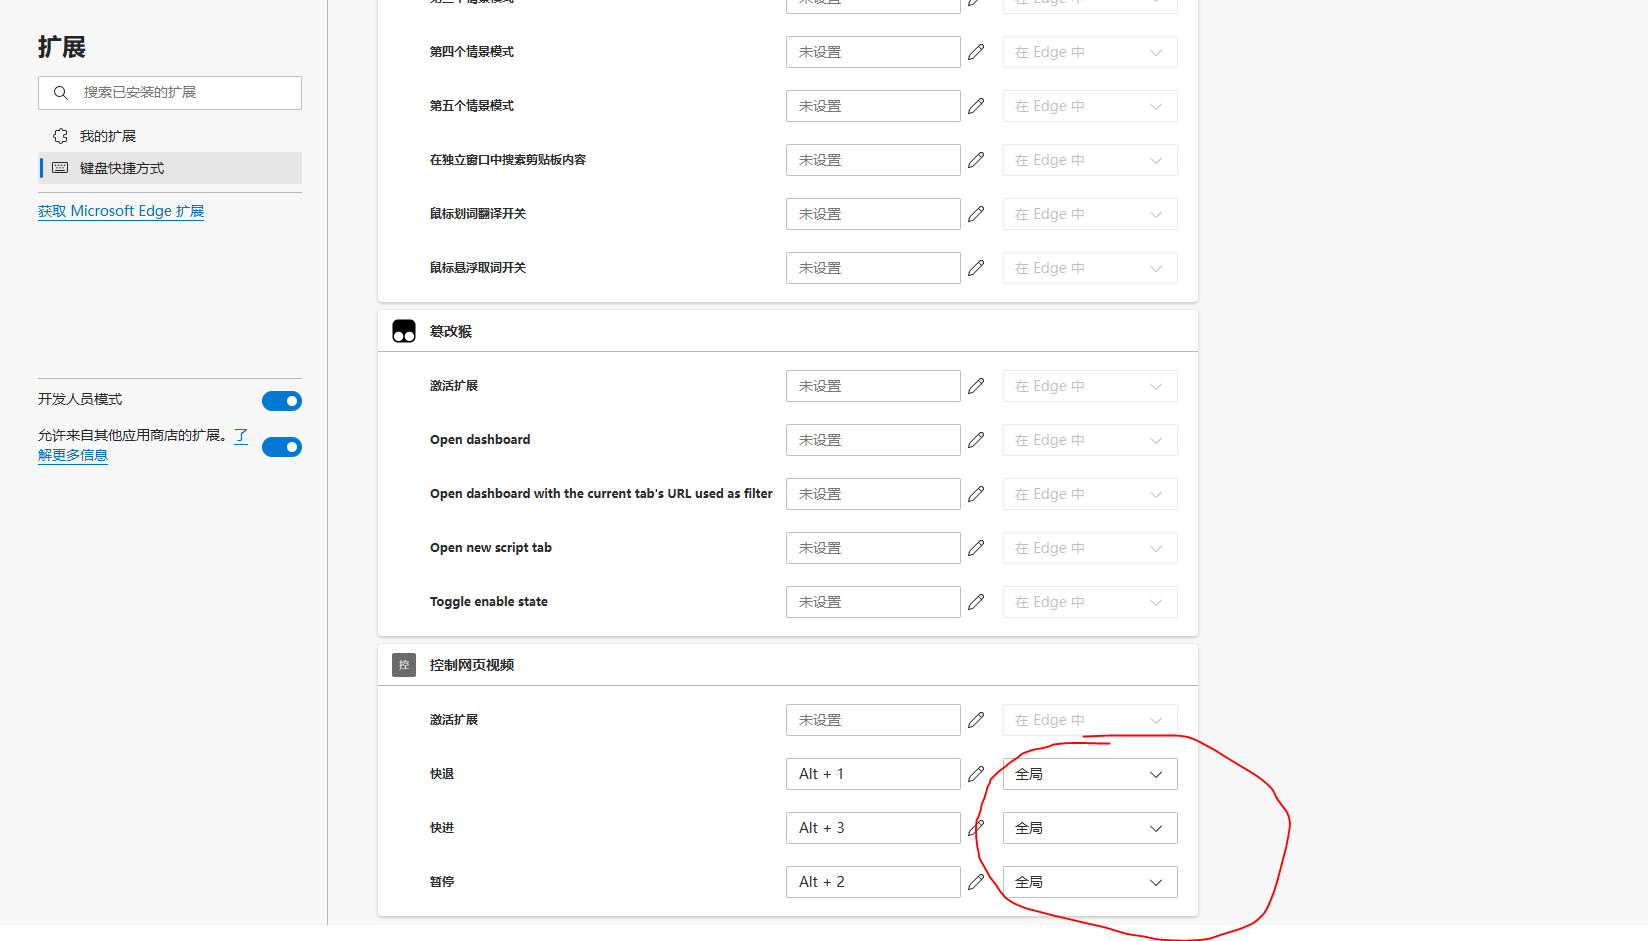 扩展
搜索已安装的扩展
我的扩展
键盘快捷方式
获取 Microsoft Edge 扩展
开发人员模式
允许来自其他应用商店的扩展。了
解更多信息
第三个情景模式 未设置 在 Edge 中
第四个情景模式 未设置 在 Edge 中
第五个情景模式 未设置 在 Edge 中
在独立窗口中搜索剪贴板内容 未设置 在 Edge 中
鼠标划词翻译开关 未设置 在 Edge 中
鼠标悬浮取词开关 未设置 在 Edge 中
篡改猴
激活扩展 未设置 在 Edge 中
Open dashboard 未设置 在 Edge 中
Open dashboard with the current tab's URL used as filter 未设置 在 Edge 中
Open new script tab 未设置 在 Edge 中
Toggle enable state 未设置 在 Edge 中
控 控制网页视频
激活扩展 未设置 在 Edge 中
快退 Alt + 1 全局
快进 Alt + 3 全局
暂停 Alt + 2 全局